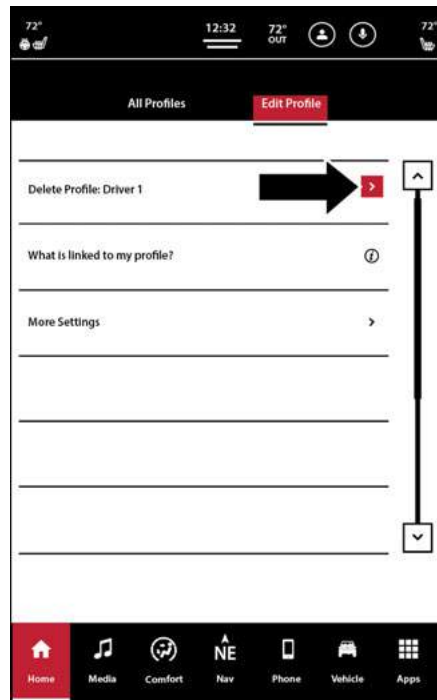 72° 12:32 72° 72°
OUT
All Profiles Edit Profile
Delete Profile: Driver 1
What is linked to my profile?
More Settings
NE
Home Media Comfort Nav Phone Vehicle Apps